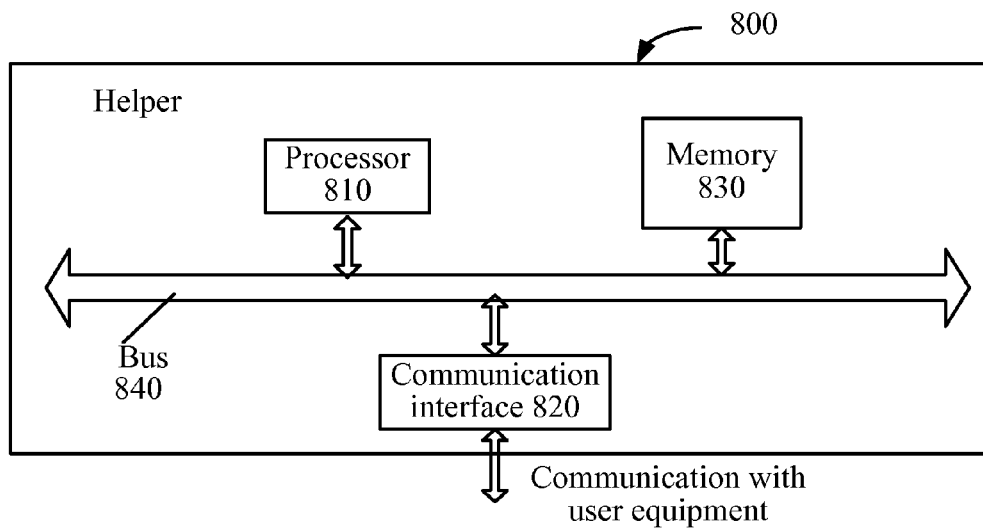 800
Helper
Processor
810
Memory
830
Bus
840
Communication
interface 820
Communication with
user equipment